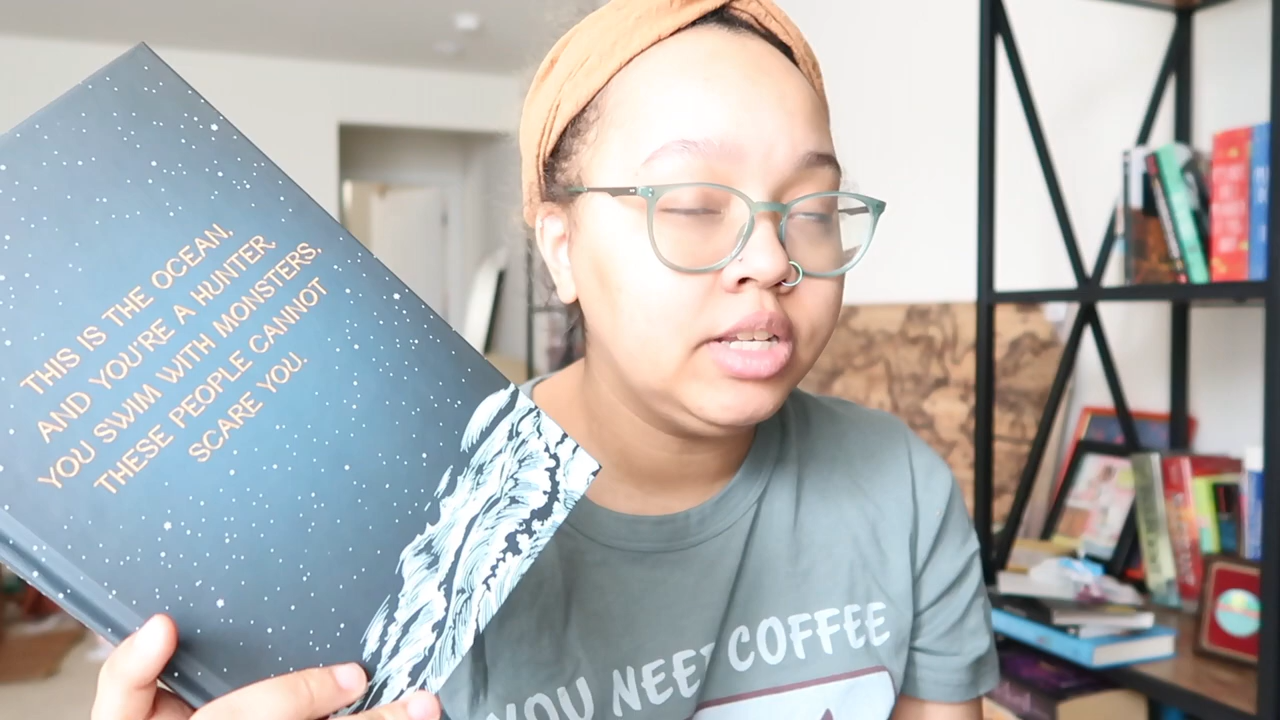 THIS IS THE OCEAN,
AND YOU'RE A HUNTER.
YOU SWIM WITH MONSTERS.
THESE PEOPLE CANNOT
SCARE YOU.
YOU NEED COFFEE